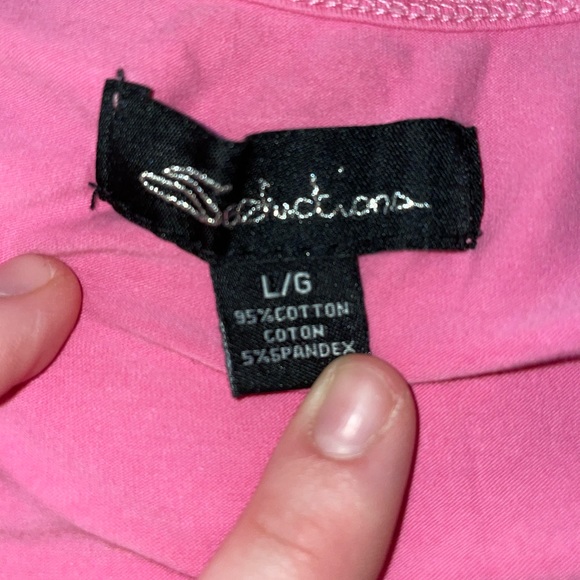 Seductions
L/G
95%COTTON
COTON
5%SPANDEX